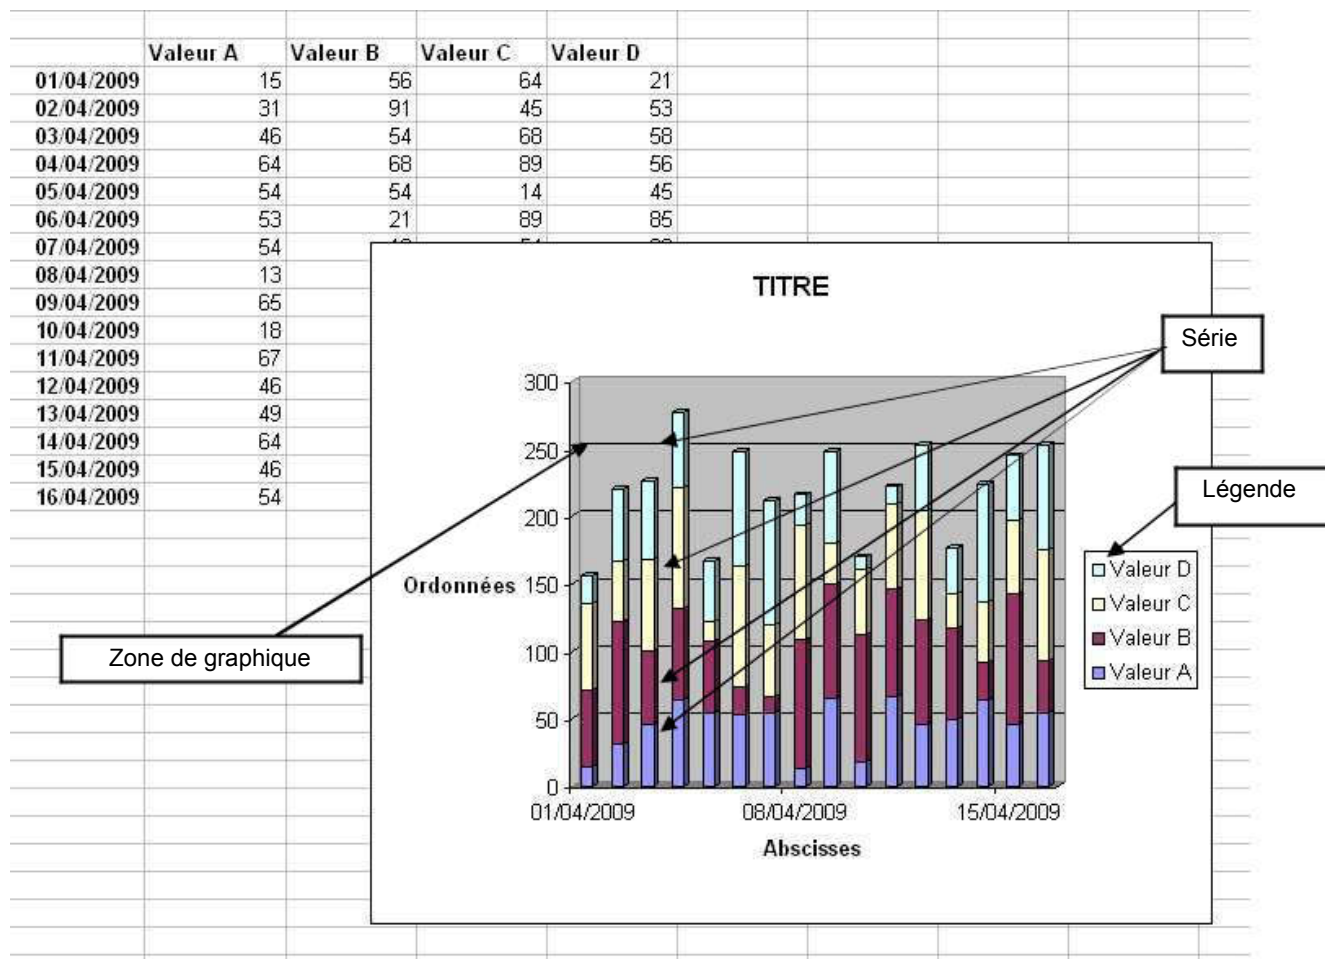 Valeur A Valeur B Valeur C Valeur D
01/04/2009 15 56 64 21
02/04/2009 31 91 45 53
03/04/2009 46 54 68 58
04/04/2009 64 68 89 56
05/04/2009 54 54 14 45
06/04/2009 53 21 89 85
07/04/2009 54
08/04/2009 13
09/04/2009 65
10/04/2009 18
11/04/2009 67
12/04/2009 46
13/04/2009 49
14/04/2009 64
15/04/2009 46
16/04/2009 54
TITRE
Série
300
250
200
150
100
50
0
Ordonnées
Légende
Valeur D
Valeur C
Valeur B
Valeur A
Zone de graphique
01/04/2009 08/04/2009 15/04/2009
Abscisses